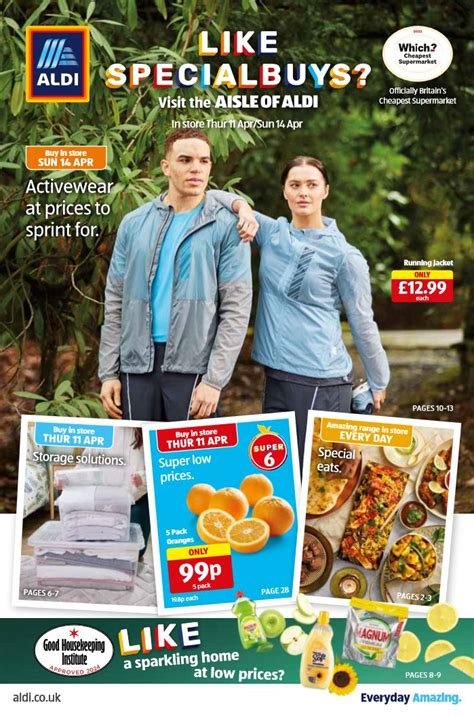 ALDI
LIKE
SPECIALBUYS?
Visit the AISLE OF ALDI
In store Thur 11 Apr/Sun 14 Apr
Which?
Cheapest
Supermarket
Officially Britain's
Cheapest Supermarket
Buy in store
SUN 14 APR
Activewear
at prices to
sprint for.
Running Jacket
ONLY
£12.99
each
PAGES 10-13
Buy in store
THUR 11 APR
Storage solutions.
PAGES 6-7
Buy in store
THUR 11 APR
Super low
prices.
SUPER
6
5 Pack
Oranges
ONLY
99p
5 pack
19.8p each
PAGE 28
Amazing range in store
EVERY DAY
Special
eats.
PAGES 2-3
Good Housekeeping
Institute
APPROVED 2024
LIKE
a sparkling home
at low prices?
MAGNUM
PAGES 8-9
aldi.co.uk
Everyday Amazing.